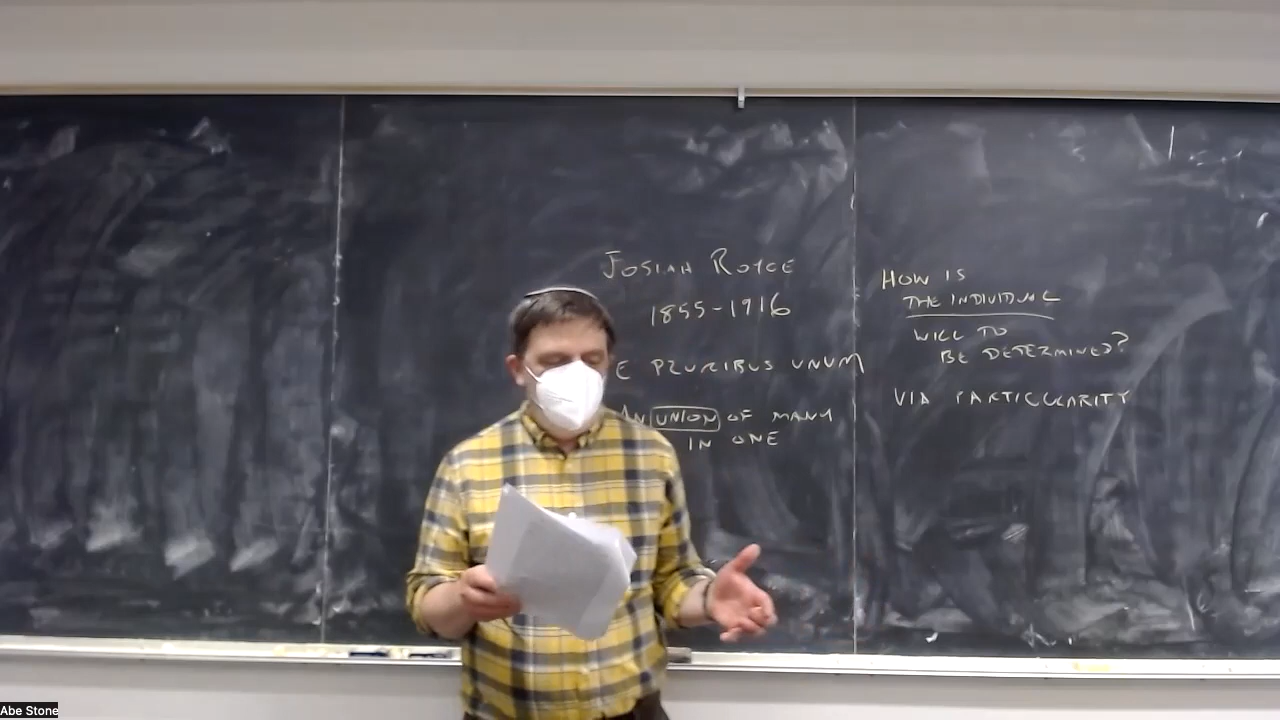 JOSIAH ROYCE
1855-1916
E PLURIBUS UNUM
AN UNION OF MANY
IN ONE
HOW IS
THE INDIVIDUAL
WILL TO
BE DETERMINED?
VIA PARTICULARITY
Abe Stone